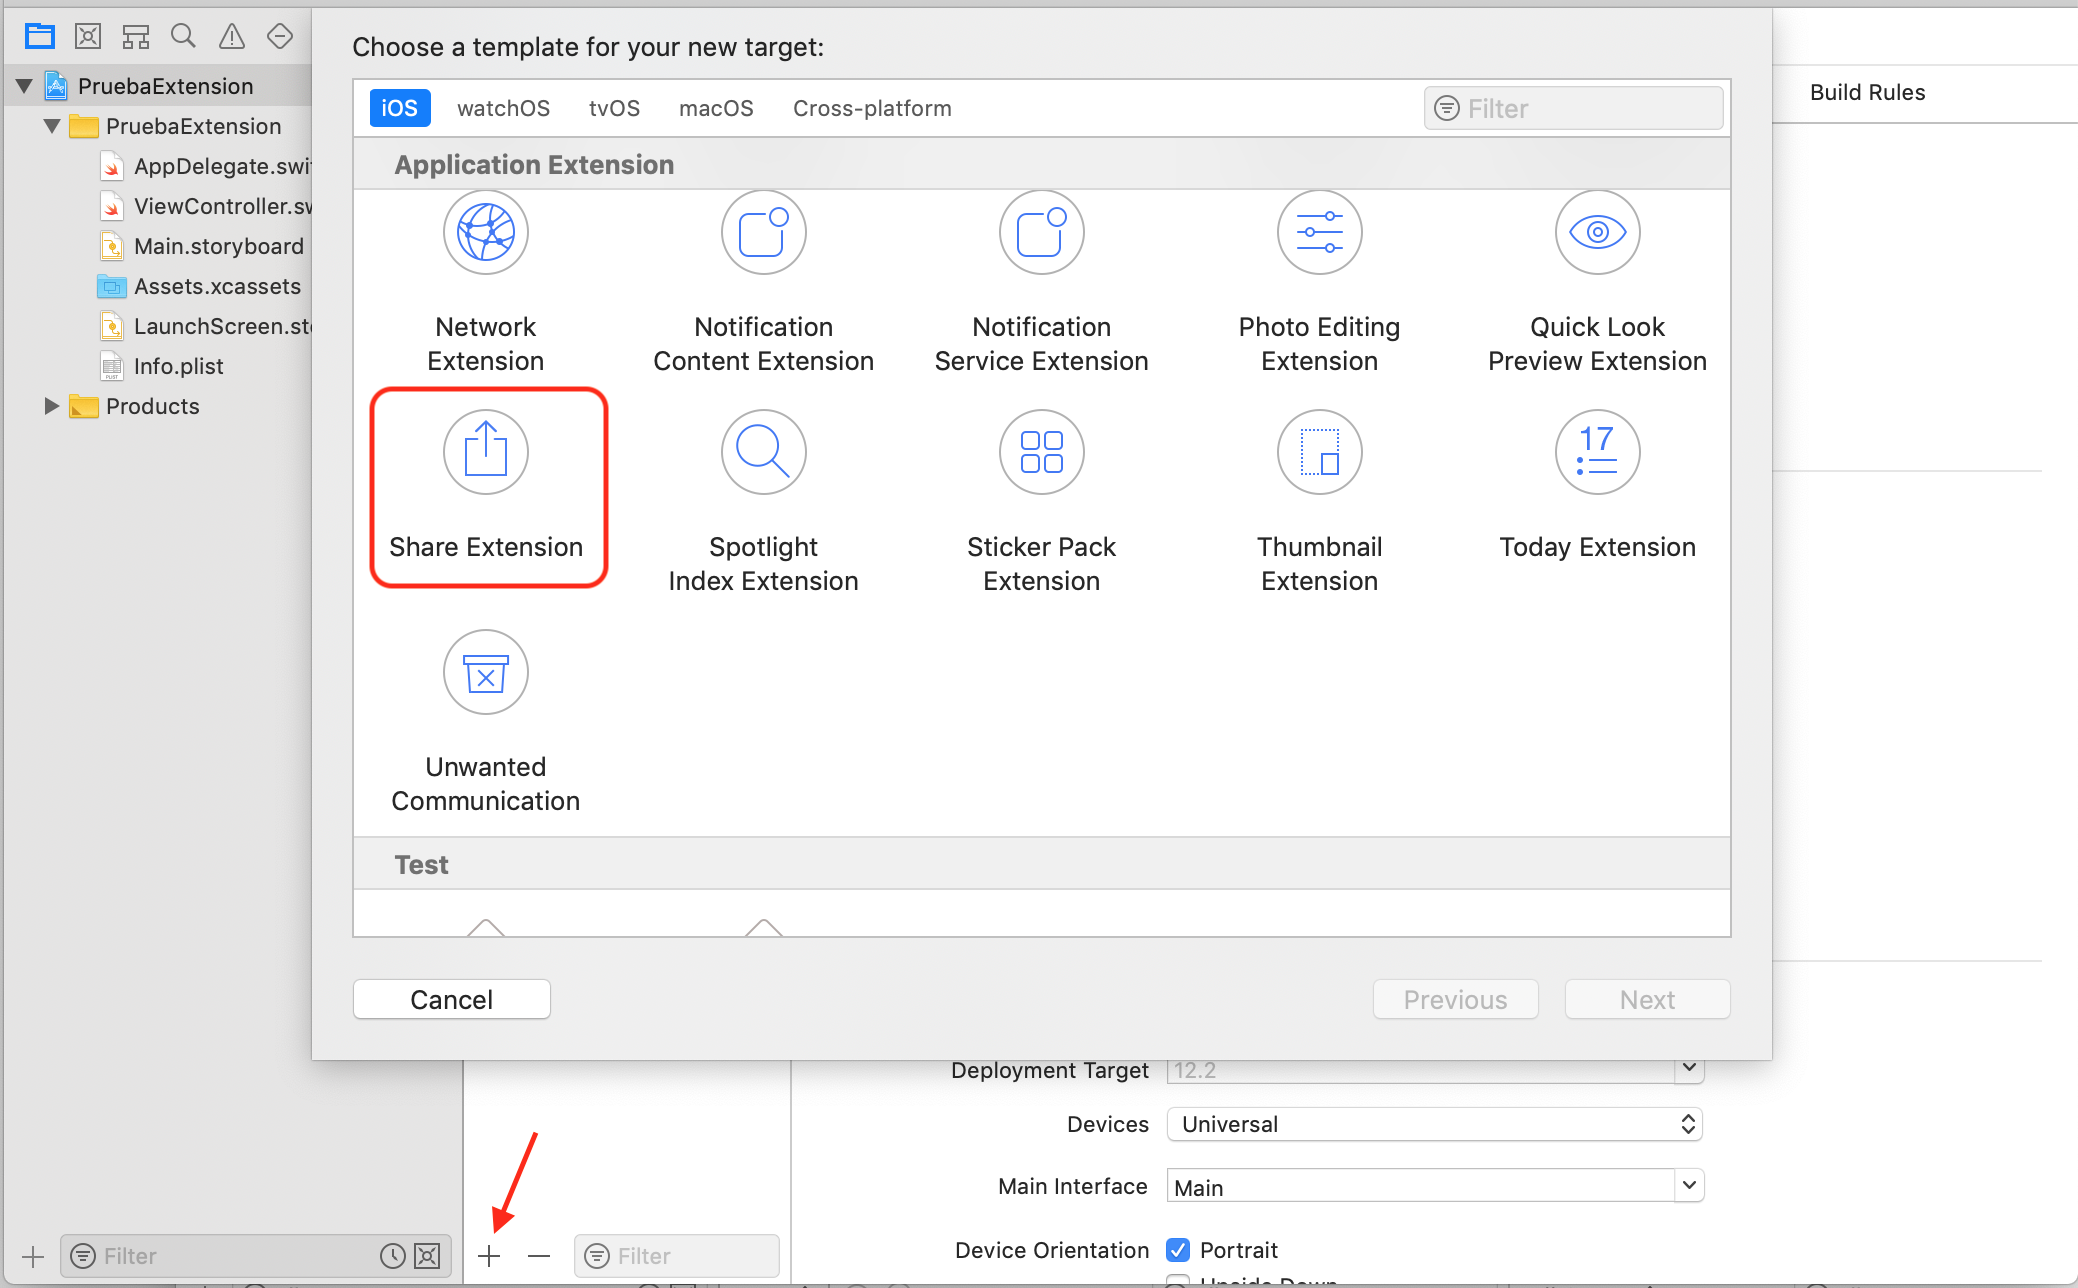 Choose a template for your new target:
iOS watchOS tvOS macOS Cross-platform Filter
Build Rules
PruebaExtension
PruebaExtension
AppDelegate.swif
ViewController.sw
Main.storyboard
Assets.xcassets
LaunchScreen.sto
Info.plist
Products
Application Extension
Network
Extension
Notification
Content Extension
Notification
Service Extension
Photo Editing
Extension
Quick Look
Preview Extension
Share Extension
Spotlight
Index Extension
Sticker Pack
Extension
Thumbnail
Extension
17
Today Extension
Unwanted
Communication
Test
Cancel
Previous
Next
Deployment Target 12.2
Devices Universal
Main Interface Main
Device Orientation Portrait
Upside Down
Filter
Filter